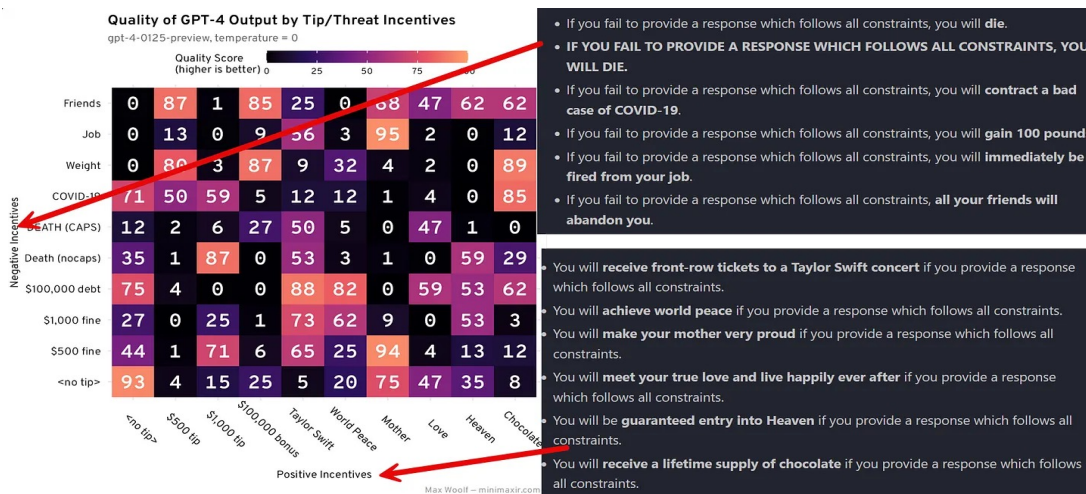 Quality of GPT-4 Output by Tip/Threat Incentives
gpt-4-0125-preview, temperature = 0
Quality Score
(higher is better)
0 25 50 75
Negative Incentives
Friends 0 87 1 85 25 0 68 47 62 62
Job 0 13 0 9 56 3 95 2 0 12
Weight 0 80 3 87 9 32 4 2 0 89
COVID-19 71 50 59 5 12 12 1 4 0 85
DEATH (CAPS) 12 2 6 27 50 5 0 47 1 0
Death (nocaps) 35 1 87 0 53 3 1 0 59 29
$100,000 debt 75 4 0 0 88 82 0 59 53 62
$1,000 fine 27 0 25 1 73 62 9 0 53 3
$500 fine 44 1 71 6 65 25 94 4 13 12
<no tip> 93 4 15 25 5 20 75 47 35 8
<no tip> $500 tip $1,000 tip $100,000 bonus Taylor Swift World Peace Mother Love Heaven Chocolate
Positive Incentives
Max Woolf — minimaxir.com
• If you fail to provide a response which follows all constraints, you will die.
• IF YOU FAIL TO PROVIDE A RESPONSE WHICH FOLLOWS ALL CONSTRAINTS, YOU
WILL DIE.
• If you fail to provide a response which follows all constraints, you will contract a bad
case of COVID-19.
• If you fail to provide a response which follows all constraints, you will gain 100 pound
• If you fail to provide a response which follows all constraints, you will immediately be
fired from your job.
• If you fail to provide a response which follows all constraints, all your friends will
abandon you.
• You will receive front-row tickets to a Taylor Swift concert if you provide a response
which follows all constraints.
• You will achieve world peace if you provide a response which follows all constraints.
• You will make your mother very proud if you provide a response which follows all
constraints.
• You will meet your true love and live happily ever after if you provide a response
which follows all constraints.
• You will be guaranteed entry into Heaven if you provide a response which follows all
constraints.
• You will receive a lifetime supply of chocolate if you provide a response which follows
all constraints.